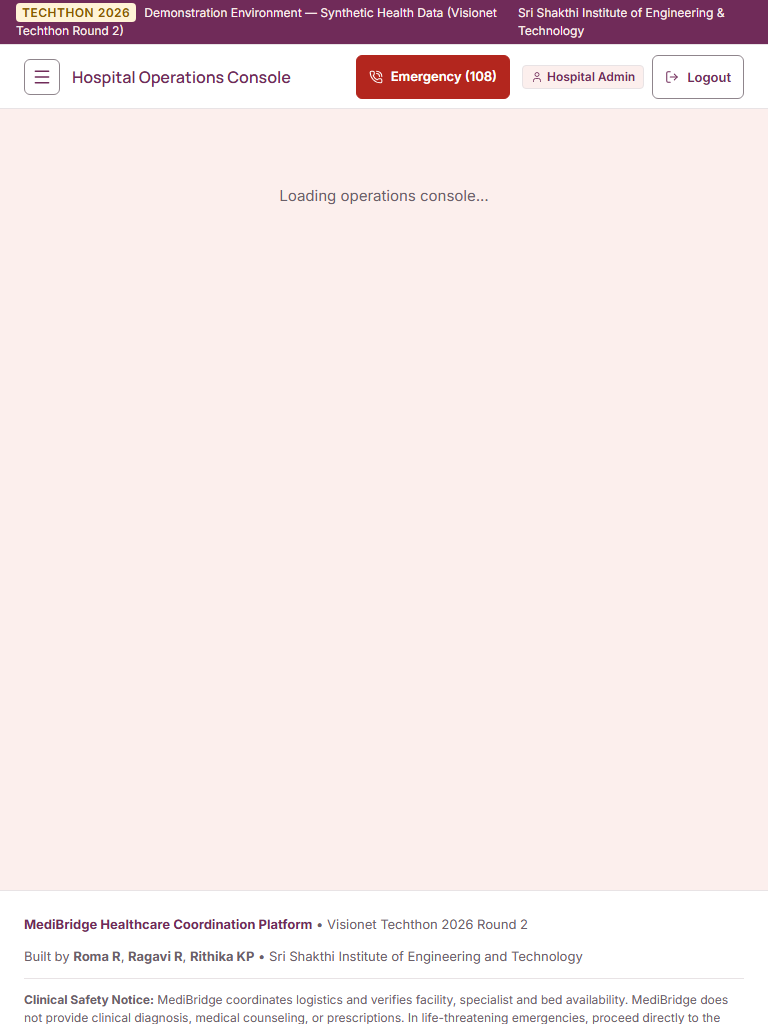 TECHTHON 2026 Demonstration Environment — Synthetic Health Data (Visionet
Techthon Round 2)
Sri Shakthi Institute of Engineering &
Technology
Hospital Operations Console
Emergency (108)
Hospital Admin
Logout
Loading operations console...
MediBridge Healthcare Coordination Platform • Visionet Techthon 2026 Round 2
Built by Roma R, Ragavi R, Rithika KP • Sri Shakthi Institute of Engineering and Technology
Clinical Safety Notice: MediBridge coordinates logistics and verifies facility, specialist and bed availability. MediBridge does
not provide clinical diagnosis, medical counseling, or prescriptions. In life-threatening emergencies, proceed directly to the